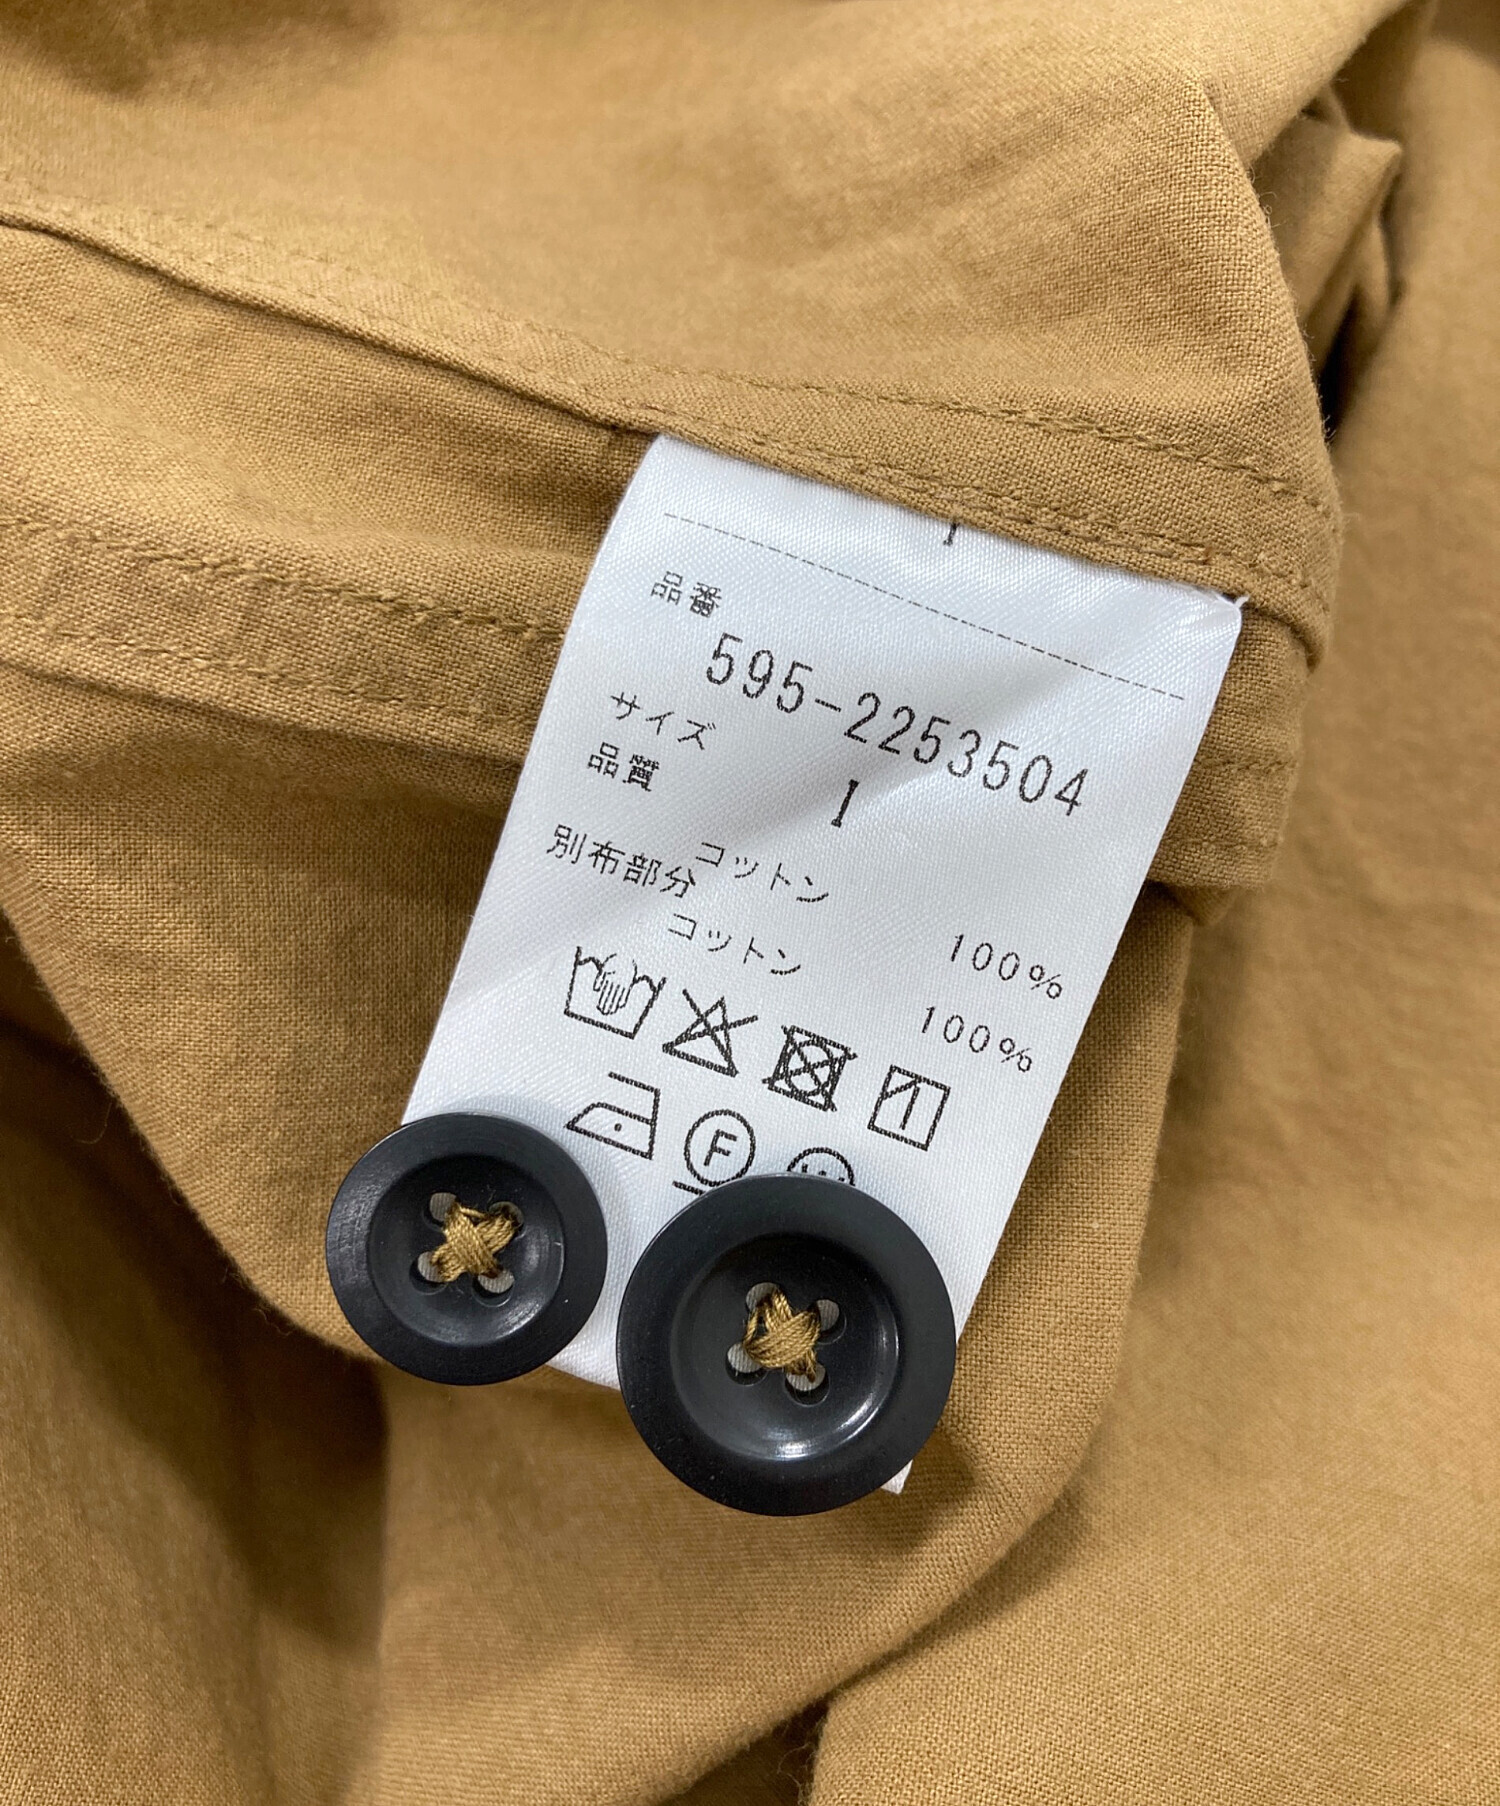 品番
595-2253504
サイズ I
品質
コットン 100%
別布部分
コットン 100%
F